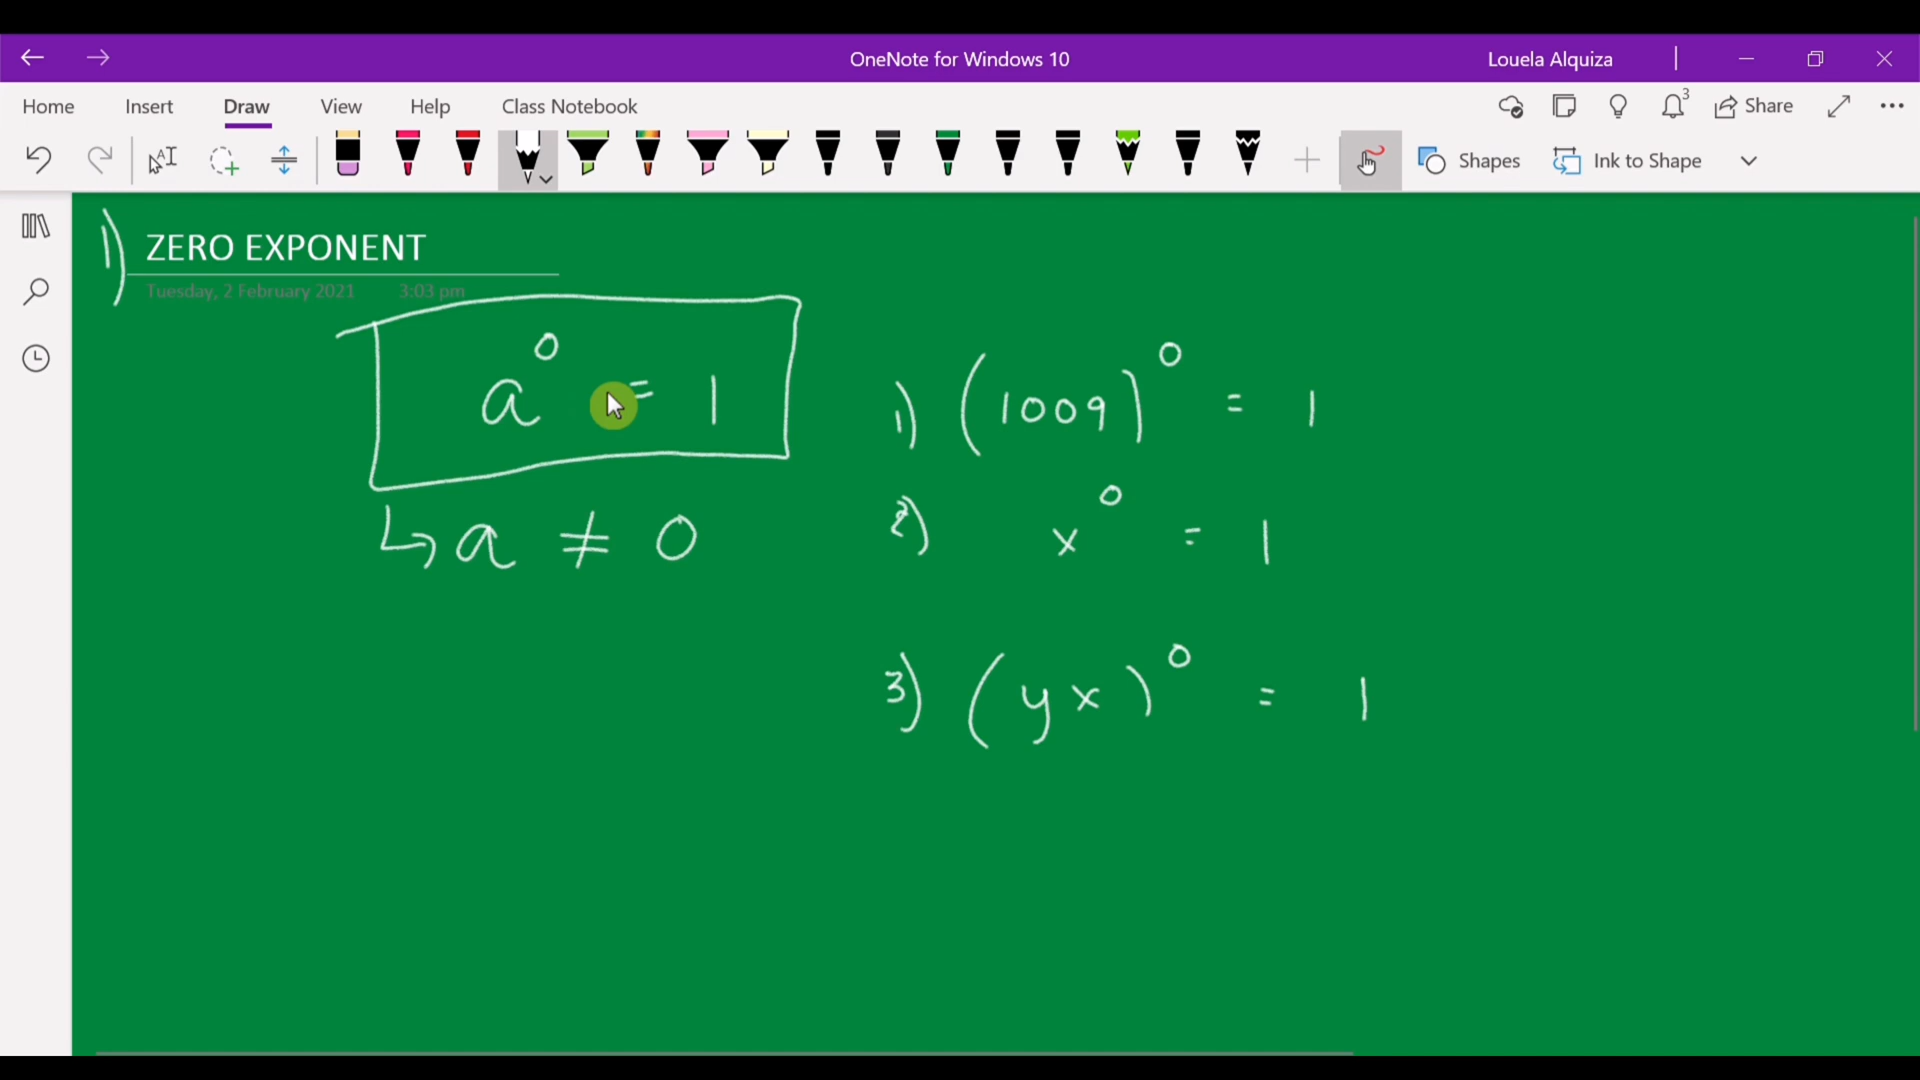 OneNote for Windows 10
Louela Alquiza
Home Insert Draw View Help Class Notebook
3
Share
Shapes
Ink to Shape
1) ZERO EXPONENT
Tuesday, 2 February 2021 3:03 pm
a⁰ = 1
↳ a ≠ 0
1) (1009)⁰ = 1
2) x⁰ = 1
3) (yx)⁰ = 1